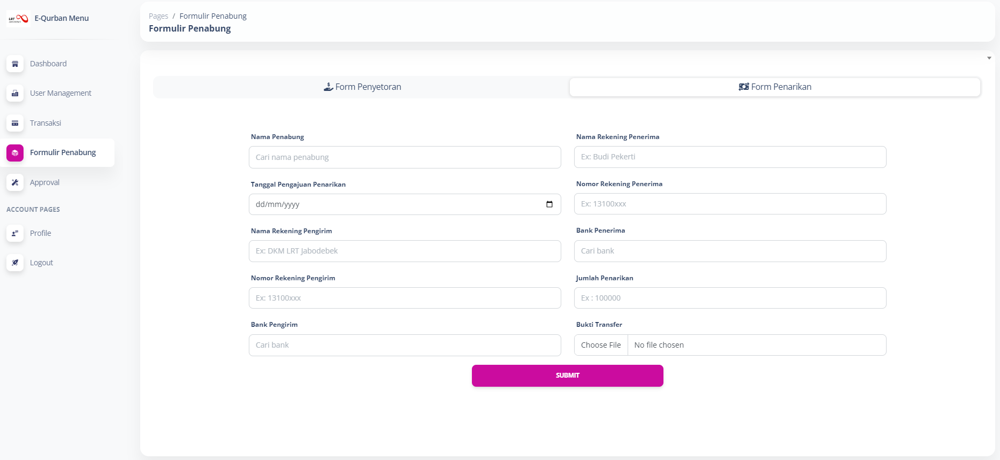 LRT
E-Qurban Menu
Dashboard
User Management
Transaksi
Formulir Penabung
Approval
ACCOUNT PAGES
Profile
Logout
Pages / Formulir Penabung
Formulir Penabung
Form Penyetoran
Form Penarikan
Nama Penabung
Cari nama penabung
Tanggal Pengajuan Penarikan
dd/mm/yyyy
Nama Rekening Pengirim
Ex: DKM LRT Jabodebek
Nomor Rekening Pengirim
Ex: 13100xxx
Bank Pengirim
Cari bank
Nama Rekening Penerima
Ex: Budi Pekerti
Nomor Rekening Penerima
Ex: 13100xxx
Bank Penerima
Cari bank
Jumlah Penarikan
Ex : 100000
Bukti Transfer
Choose File No file chosen
SUBMIT